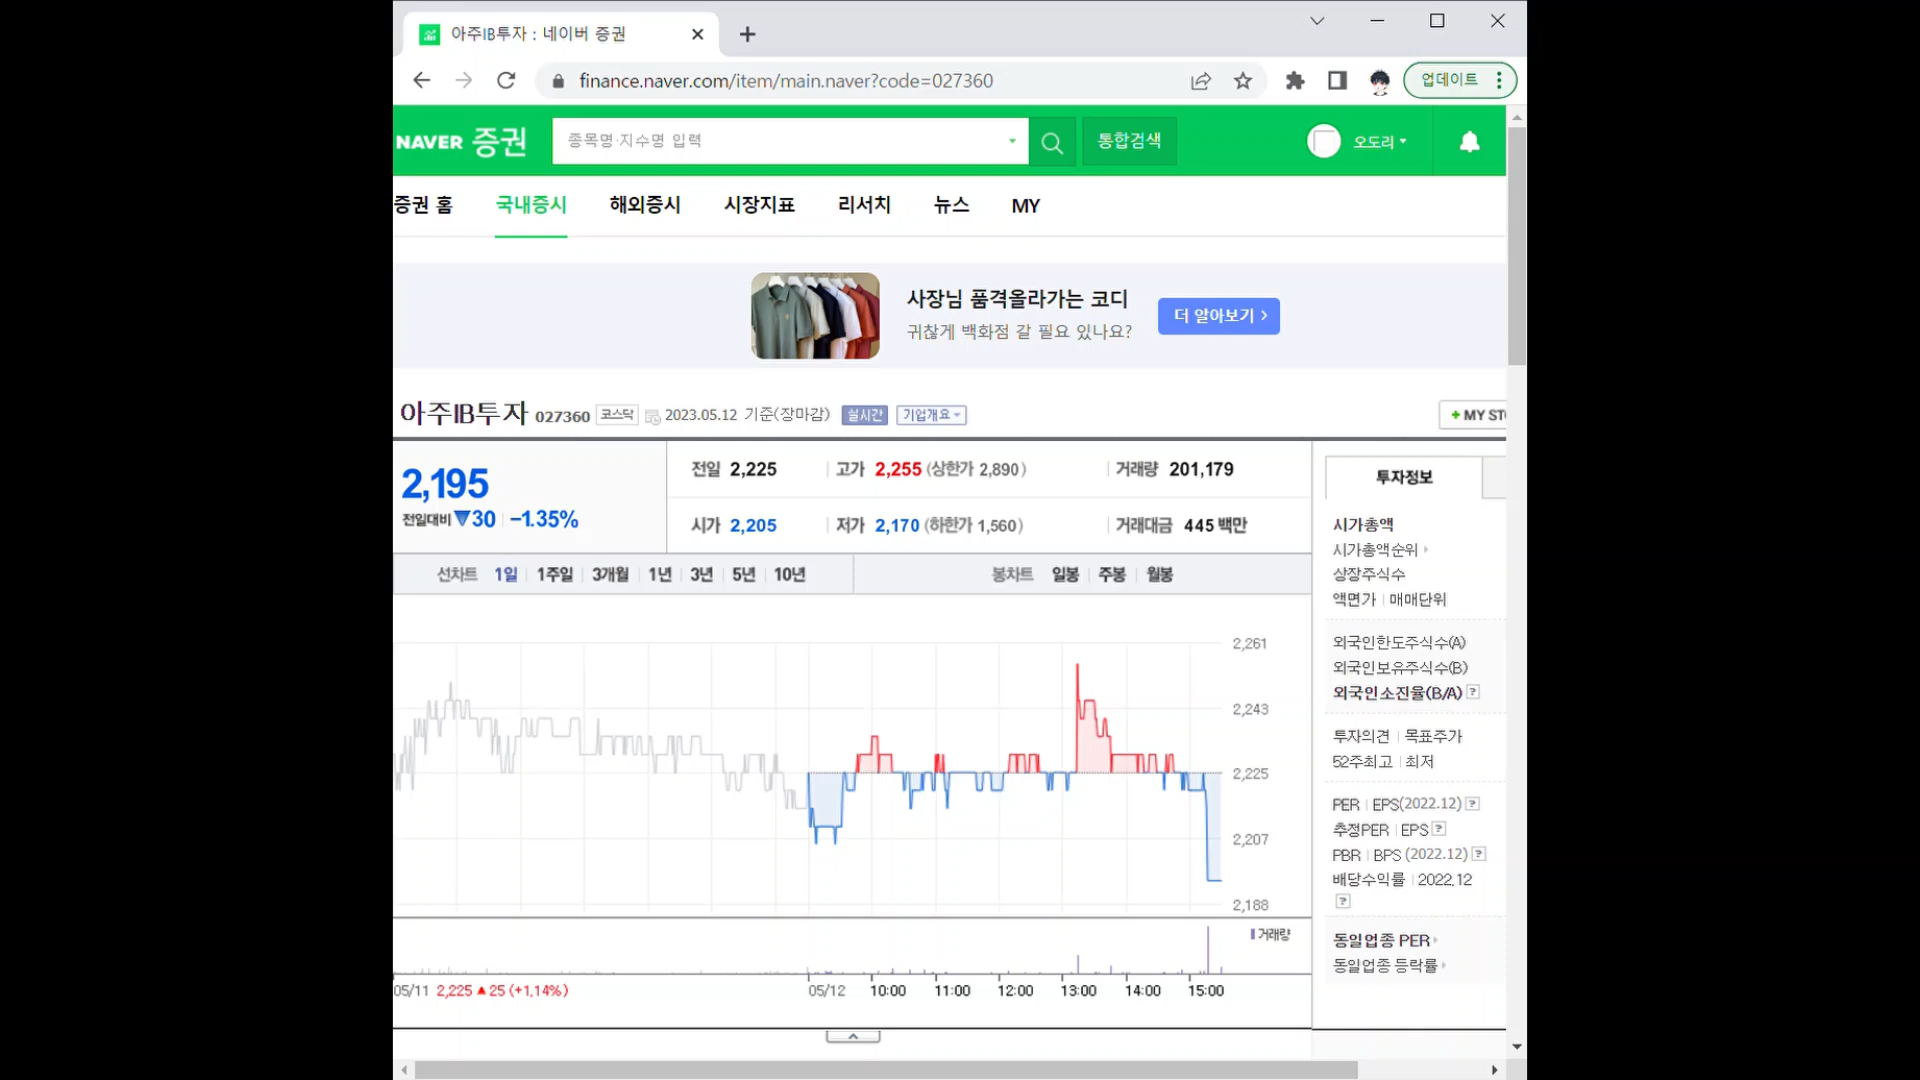 아주IB투자 : 네이버 증권
finance.naver.com/item/main.naver?code=027360
업데이트
NAVER 증권
종목명·지수명 입력
통합검색
오도리
증권 홈 국내증시 해외증시 시장지표 리서치 뉴스 MY
사장님 품격올라가는 코디
귀찮게 백화점 갈 필요 있나요?
더 알아보기 >
아주IB투자 027360 코스닥 2023.05.12 기준(장마감) 실시간 기업개요
+ MY STO
2,195
전일대비 ▼30 -1.35%
전일 2,225 고가 2,255 (상한가 2,890) 거래량 201,179
시가 2,205 저가 2,170 (하한가 1,560) 거래대금 445 백만
선차트 1일 1주일 3개월 1년 3년 5년 10년
봉차트 일봉 주봉 월봉
2,261
2,243
2,225
2,207
2,188
거래량
05/11 2,225 ▲25 (+1,14%)
05/12 10:00 11:00 12:00 13:00 14:00 15:00
투자정보
시가총액
시가총액순위
상장주식수
액면가 | 매매단위
외국인한도주식수(A)
외국인보유주식수(B)
외국인소진율(B/A) ?
투자의견 | 목표주가
52주최고 | 최저
PER | EPS(2022.12) ?
추정PER | EPS ?
PBR | BPS (2022.12) ?
배당수익률 | 2022.12
?
동일업종 PER
동일업종 등락률